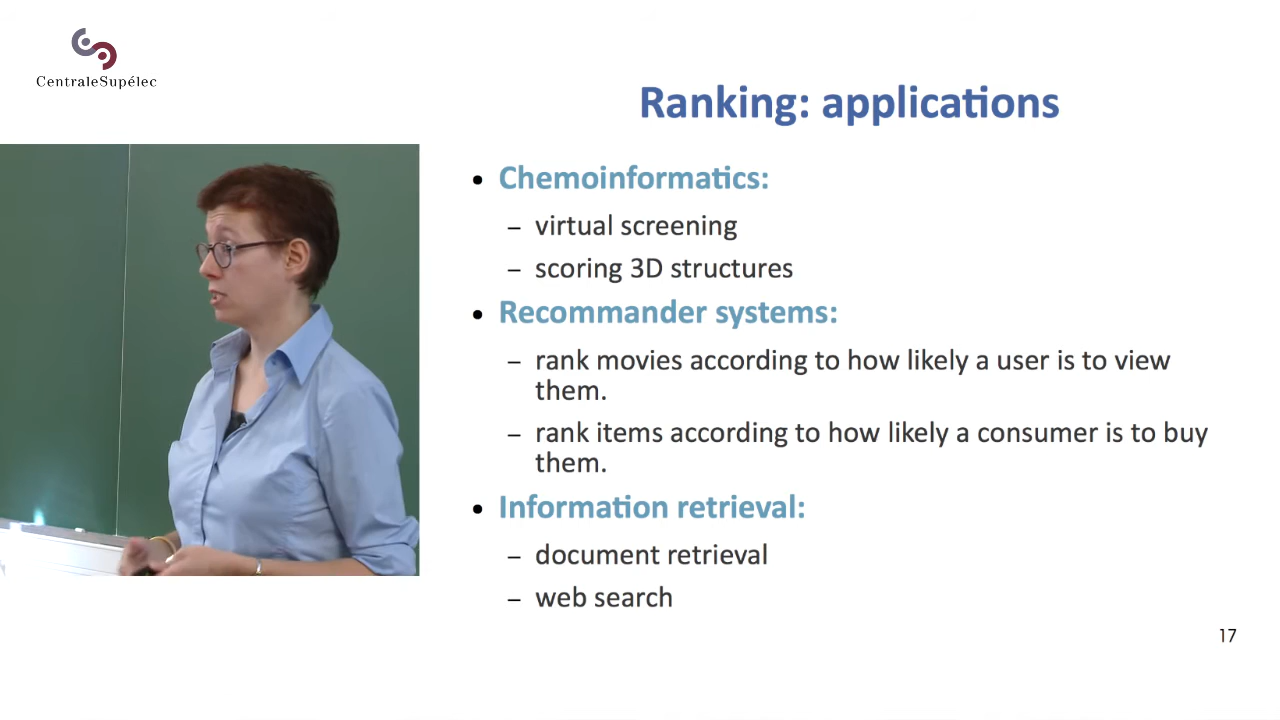 CentraleSupélec
Ranking: applications
• Chemoinformatics:
– virtual screening
– scoring 3D structures
• Recommander systems:
– rank movies according to how likely a user is to view
them.
– rank items according to how likely a consumer is to buy
them.
• Information retrieval:
– document retrieval
– web search
17